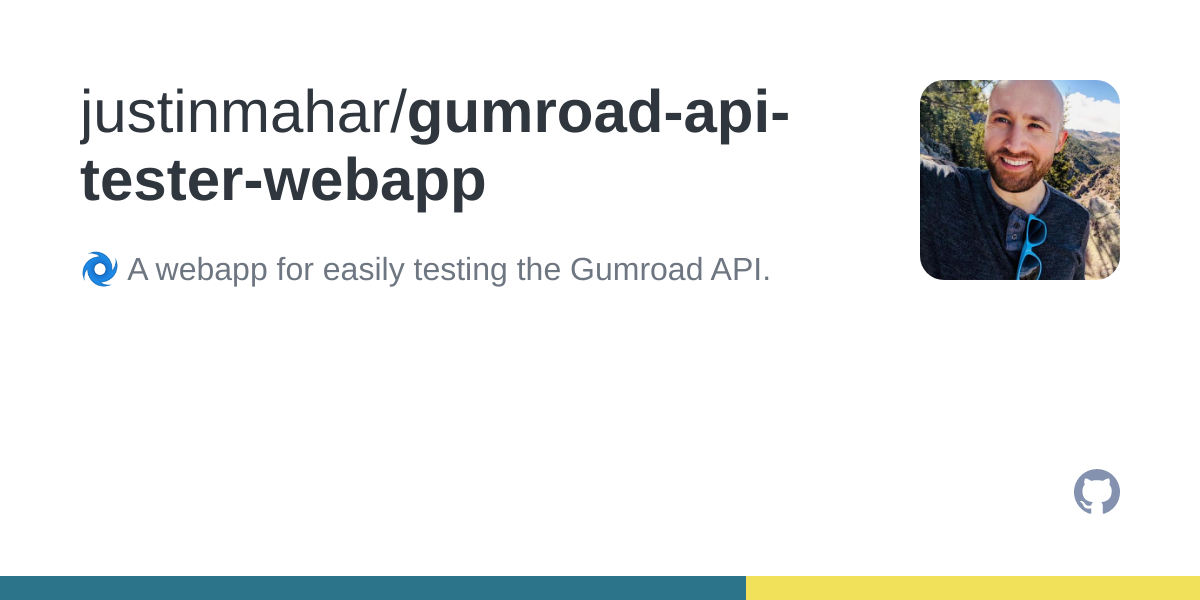 justinmahar/gumroad-api-
tester-webapp
🌀 A webapp for easily testing the Gumroad API.